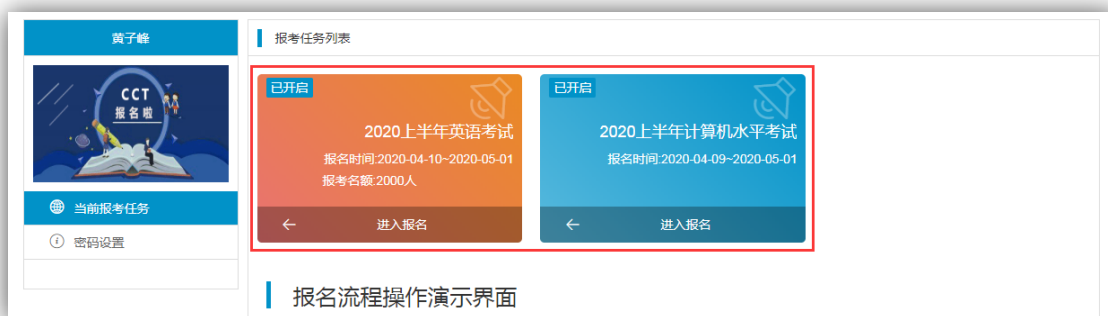 黄子峰
CCT
报名啦
当前报考任务
密码设置
报考任务列表
已开启
2020上半年英语考试
报名时间:2020-04-10~2020-05-01
报考名额:2000人
进入报名
已开启
2020上半年计算机水平考试
报名时间:2020-04-09~2020-05-01
进入报名
报名流程操作演示界面